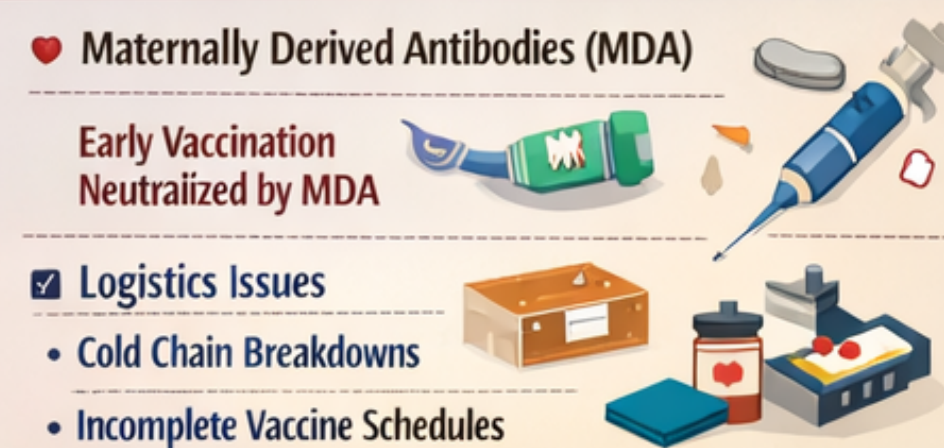 Maternally Derived Antibodies (MDA)
Early Vaccination
Neutraiized by MDA
Logistics Issues
• Cold Chain Breakdowns
• Incomplete Vaccine Schedules